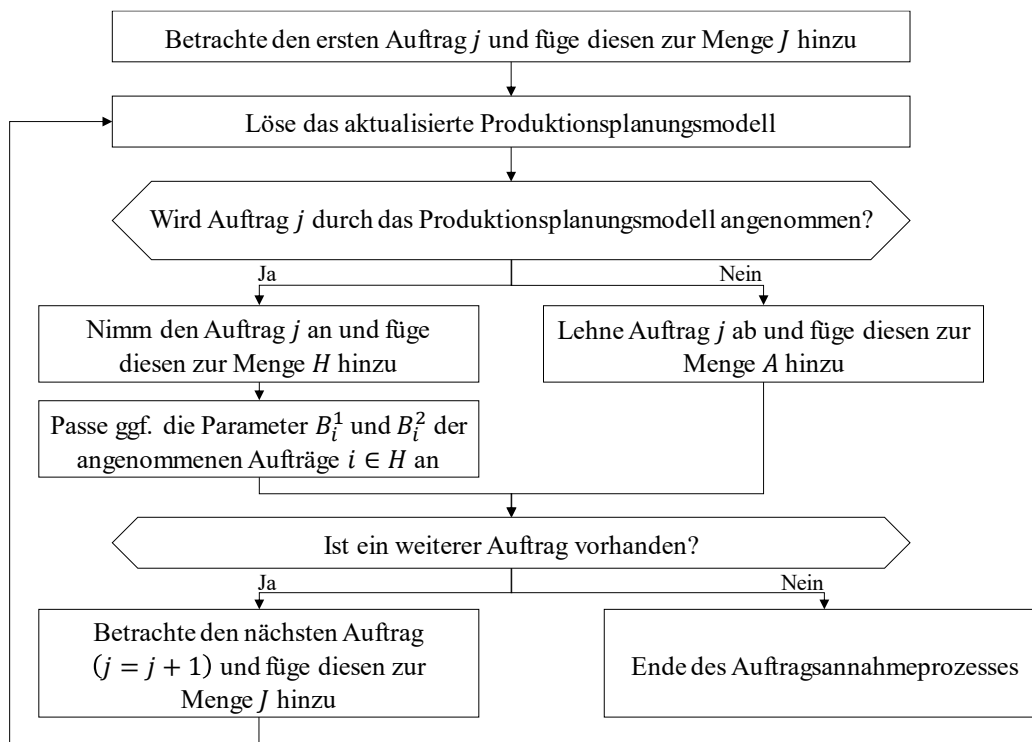 Betrachte den ersten Auftrag j und füge diesen zur Menge J hinzu
Löse das aktualisierte Produktionsplanungsmodell
Wird Auftrag j durch das Produktionsplanungsmodell angenommen?
Ja
Nein
Nimm den Auftrag j an und füge
diesen zur Menge H hinzu
Lehne Auftrag j ab und füge diesen zur
Menge A hinzu
Passe ggf. die Parameter B_i^1 und B_i^2 der
angenommenen Aufträge i ∈ H an
Ist ein weiterer Auftrag vorhanden?
Ja
Nein
Betrachte den nächsten Auftrag
(j = j + 1) und füge diesen zur
Menge J hinzu
Ende des Auftragsannahmeprozesses